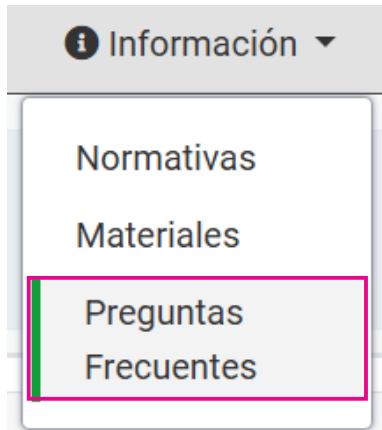 Información
Normativas
Materiales
Preguntas
Frecuentes